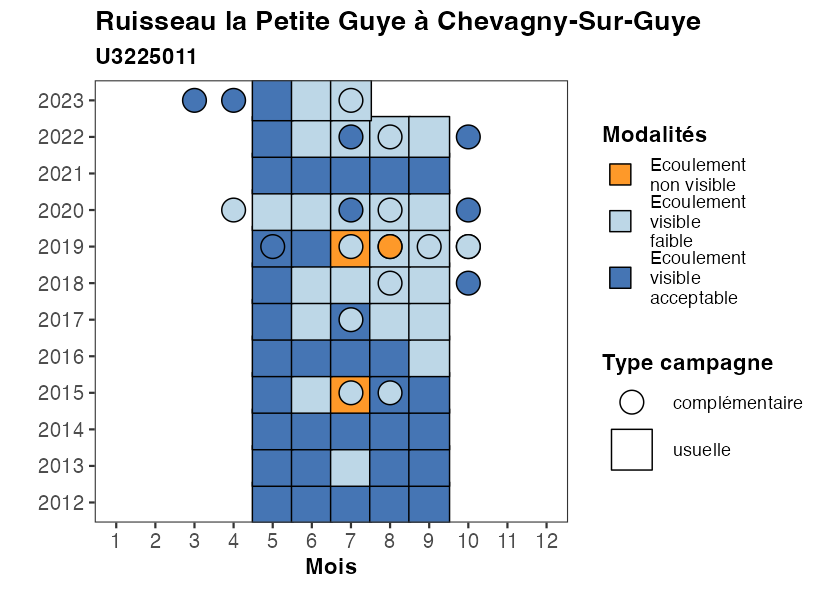 Ruisseau la Petite Guye à Chevagny-Sur-Guye
U3225011
2023
2022
2021
2020
2019
2018
2017
2016
2015
2014
2013
2012
1 2 3 4 5 6 7 8 9 10 11 12
Mois
Modalités
Ecoulement
non visible
Ecoulement
visible
faible
Ecoulement
visible
acceptable
Type campagne
complémentaire
usuelle